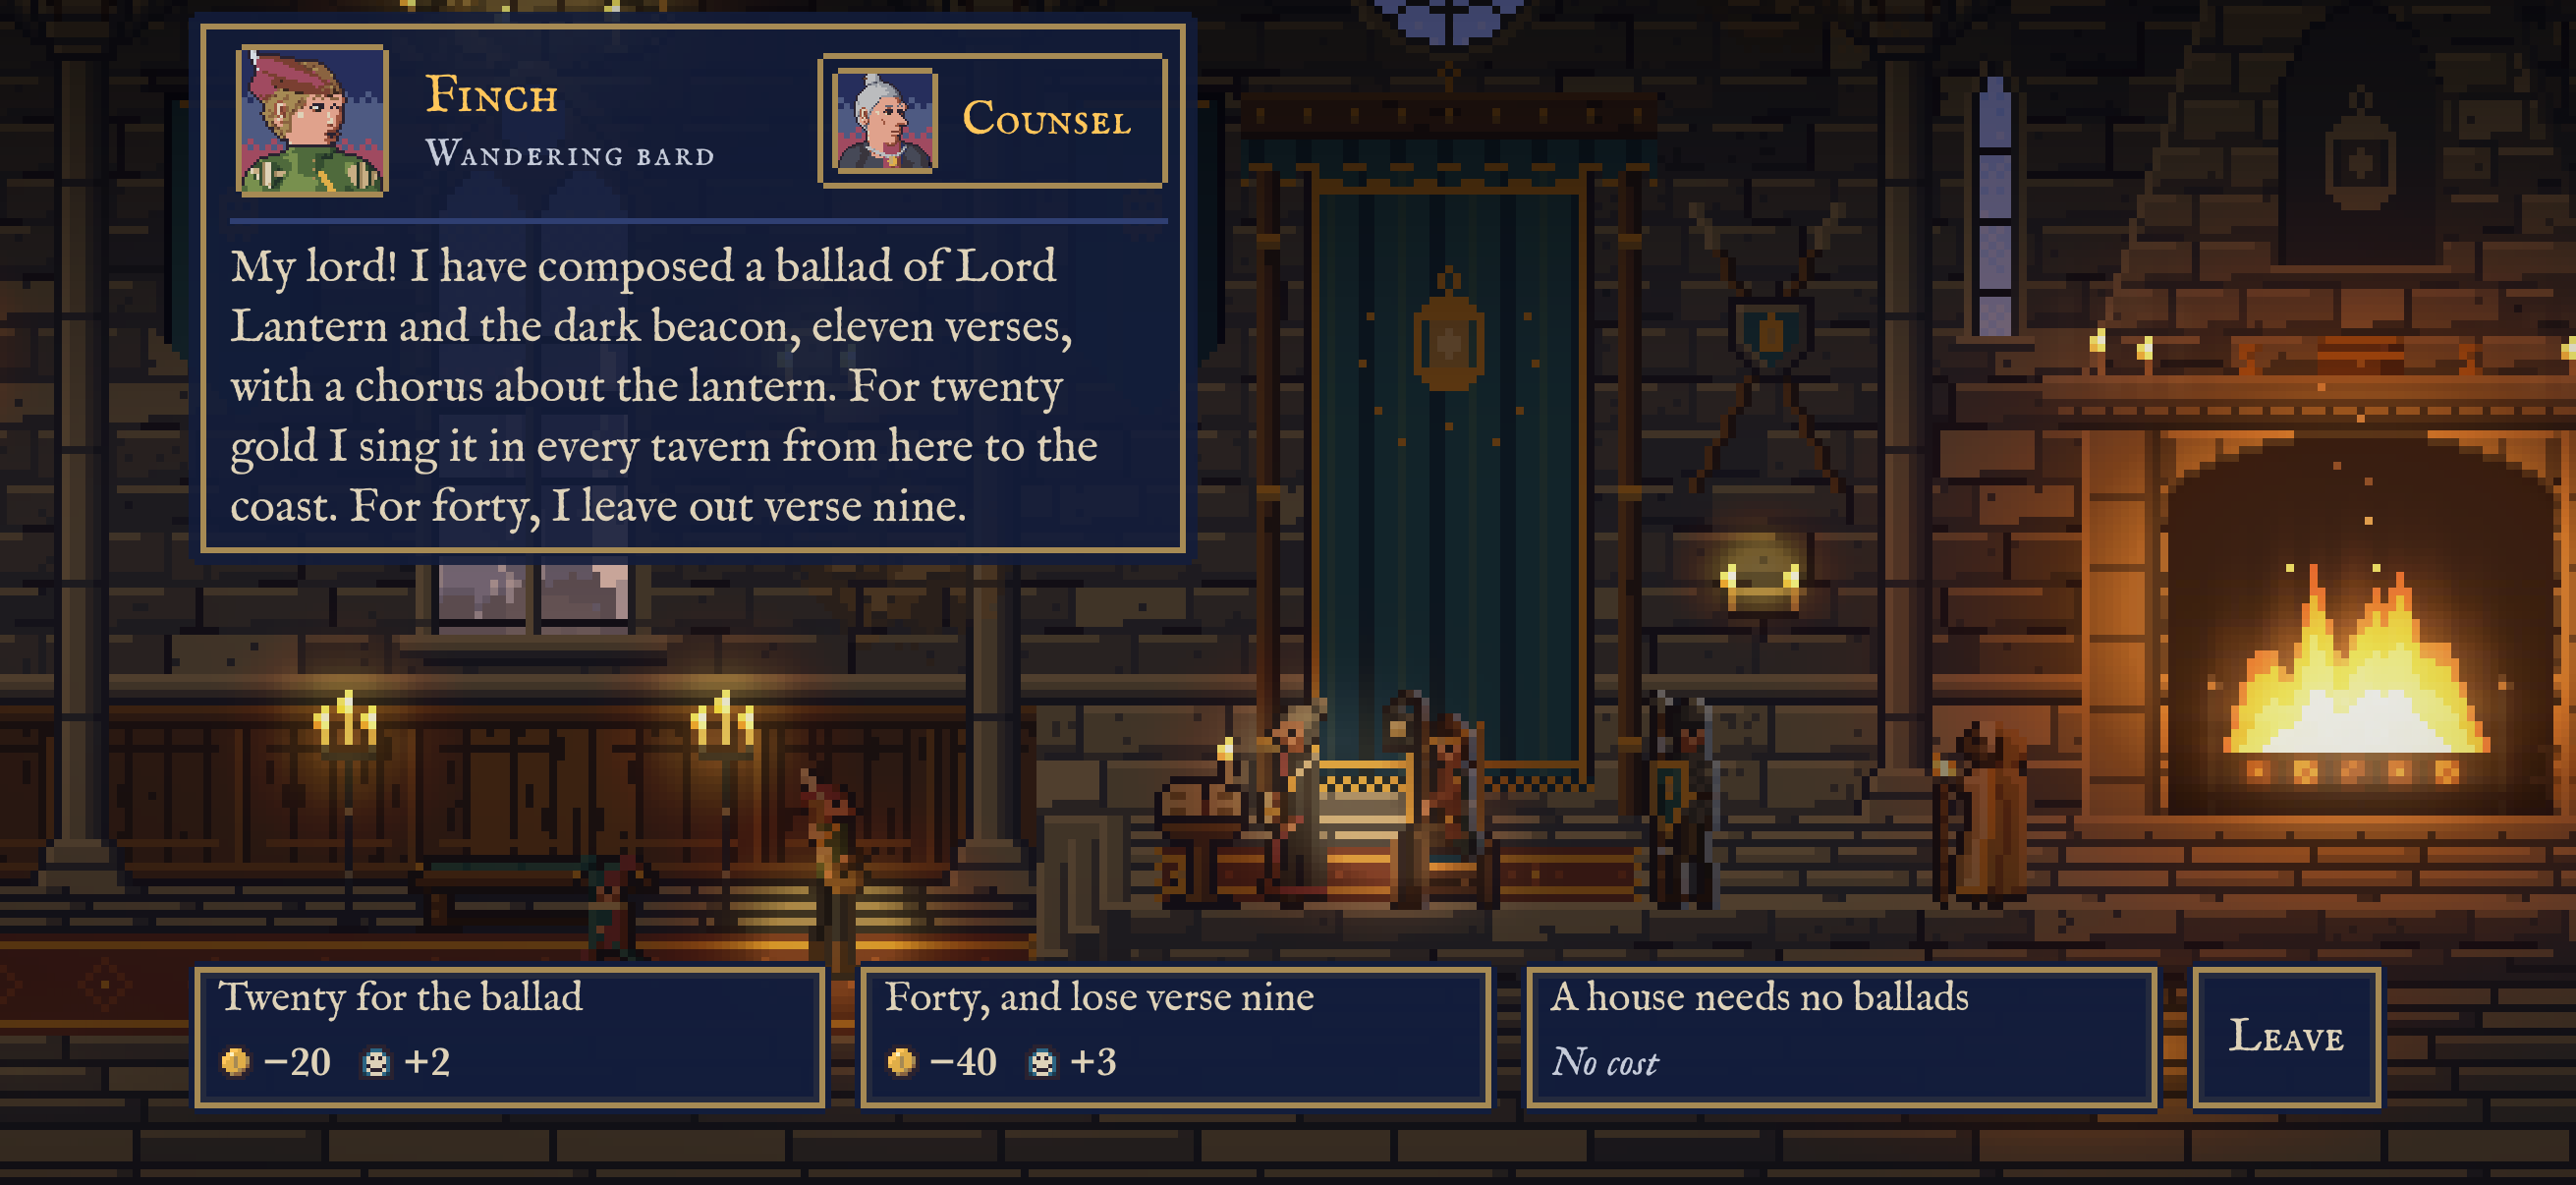 Finch
Wandering bard
Counsel
My lord! I have composed a ballad of Lord
Lantern and the dark beacon, eleven verses,
with a chorus about the lantern. For twenty
gold I sing it in every tavern from here to the
coast. For forty, I leave out verse nine.
Twenty for the ballad
−20 +2
Forty, and lose verse nine
−40 +3
A house needs no ballads
No cost
Leave